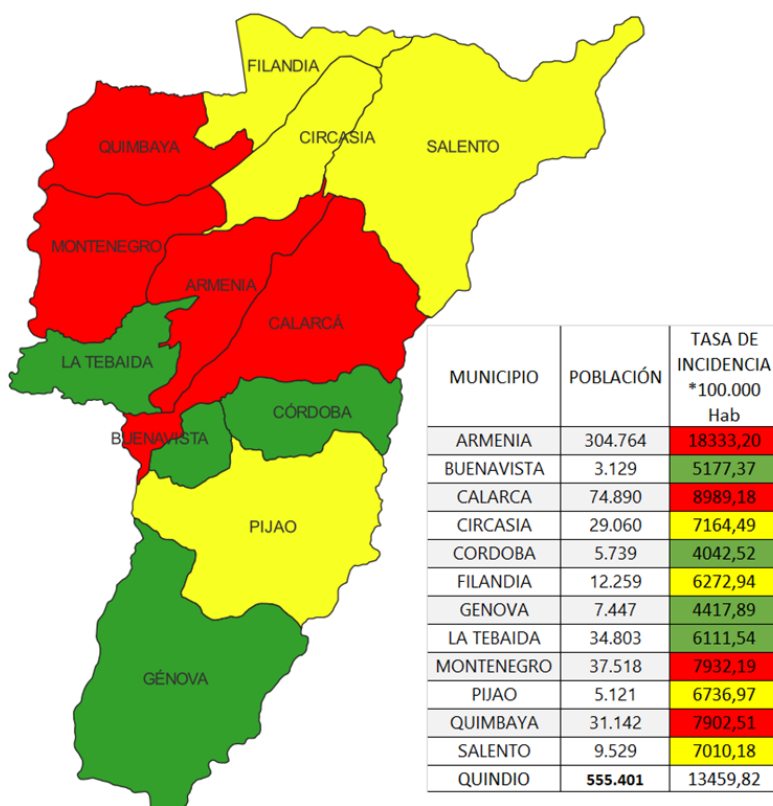 FILANDIA
CIRCASIA
QUIMBAYA
SALENTO
MONTENEGRO
ARMENIA
CALARCÁ
LA TEBAIDA
CÓRDOBA
BUENAVISTA
PIJAO
GÉNOVA
MUNICIPIO POBLACIÓN TASA DE
INCIDENCIA
*100.000
Hab
ARMENIA 304.764 18333,20
BUENAVISTA 3.129 5177,37
CALARCA 74.890 8989,18
CIRCASIA 29.060 7164,49
CORDOBA 5.739 4042,52
FILANDIA 12.259 6272,94
GENOVA 7.447 4417,89
LA TEBAIDA 34.803 6111,54
MONTENEGRO 37.518 7932,19
PIJAO 5.121 6736,97
QUIMBAYA 31.142 7902,51
SALENTO 9.529 7010,18
QUINDIO 555.401 13459,82